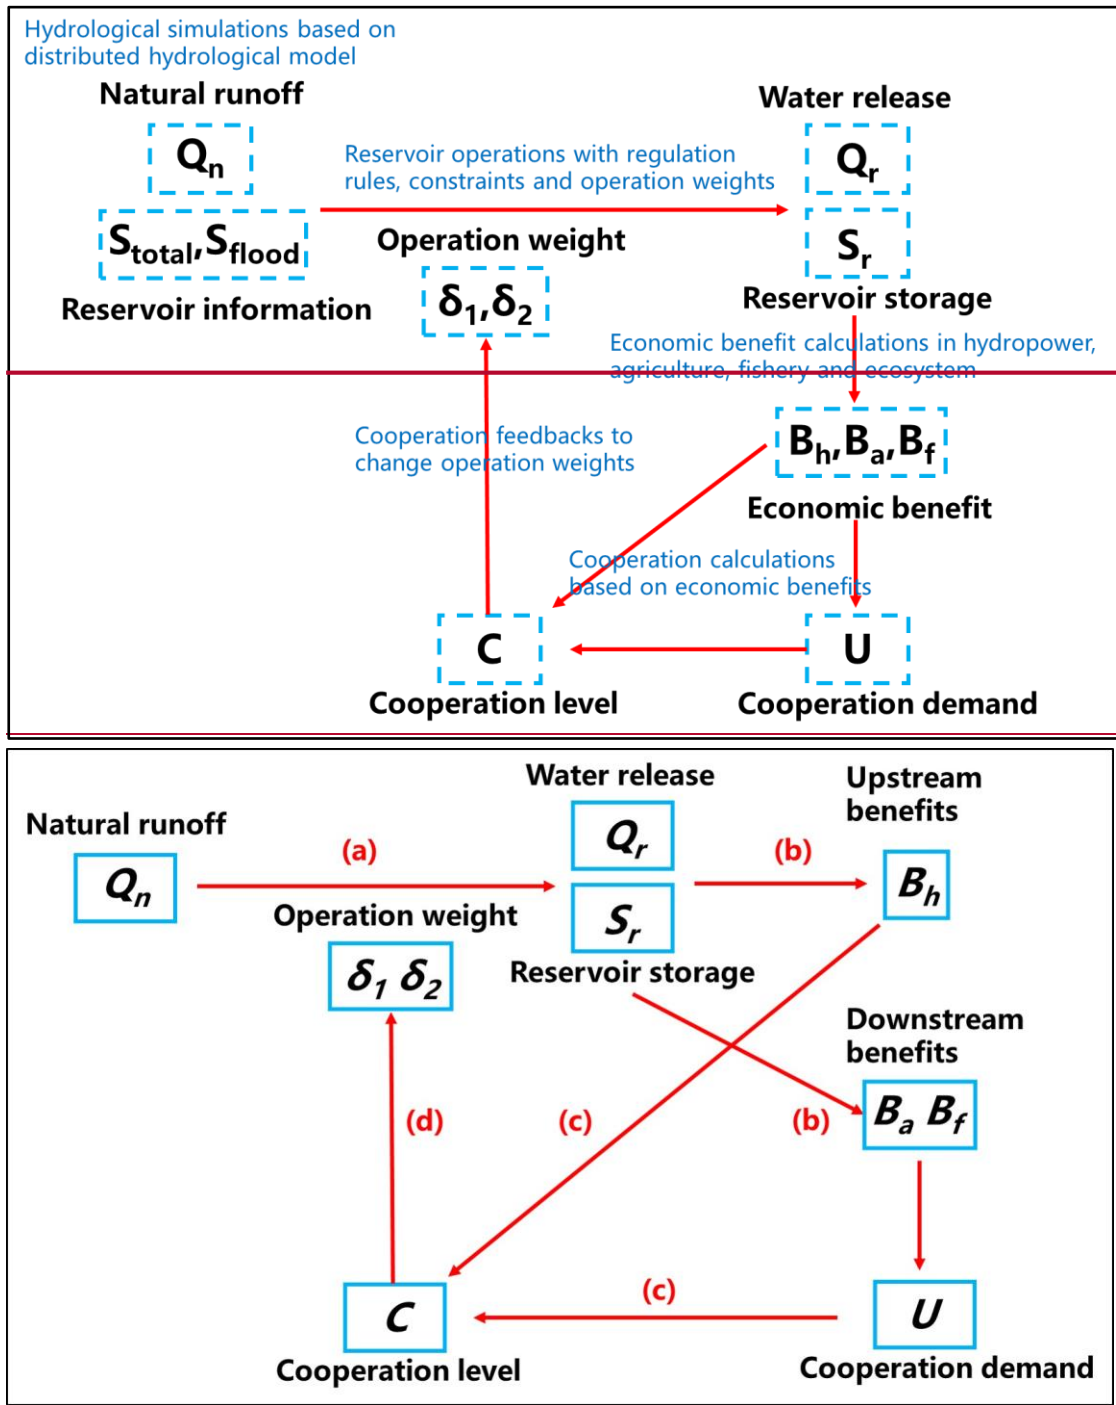 Hydrological simulations based on
distributed hydrological model
Natural runoff
Qn
Stotal,Sflood
Reservoir information
Reservoir operations with regulation
rules, constraints and operation weights
Operation weight
δ1,δ2
Water release
Qr
Sr
Reservoir storage
Economic benefit calculations in hydropower,
agriculture, fishery and ecosystem
Cooperation feedbacks to
change operation weights
Bh,Ba,Bf
Economic benefit
Cooperation calculations
based on economic benefits
C
Cooperation level
U
Cooperation demand
Natural runoff
Qn
(a)
Operation weight
δ1 δ2
Water release
Qr
Sr
Reservoir storage
(b)
Upstream
benefits
Bh
Downstream
benefits
Ba Bf
(b)
(c)
(d)
(c)
C
Cooperation level
U
Cooperation demand